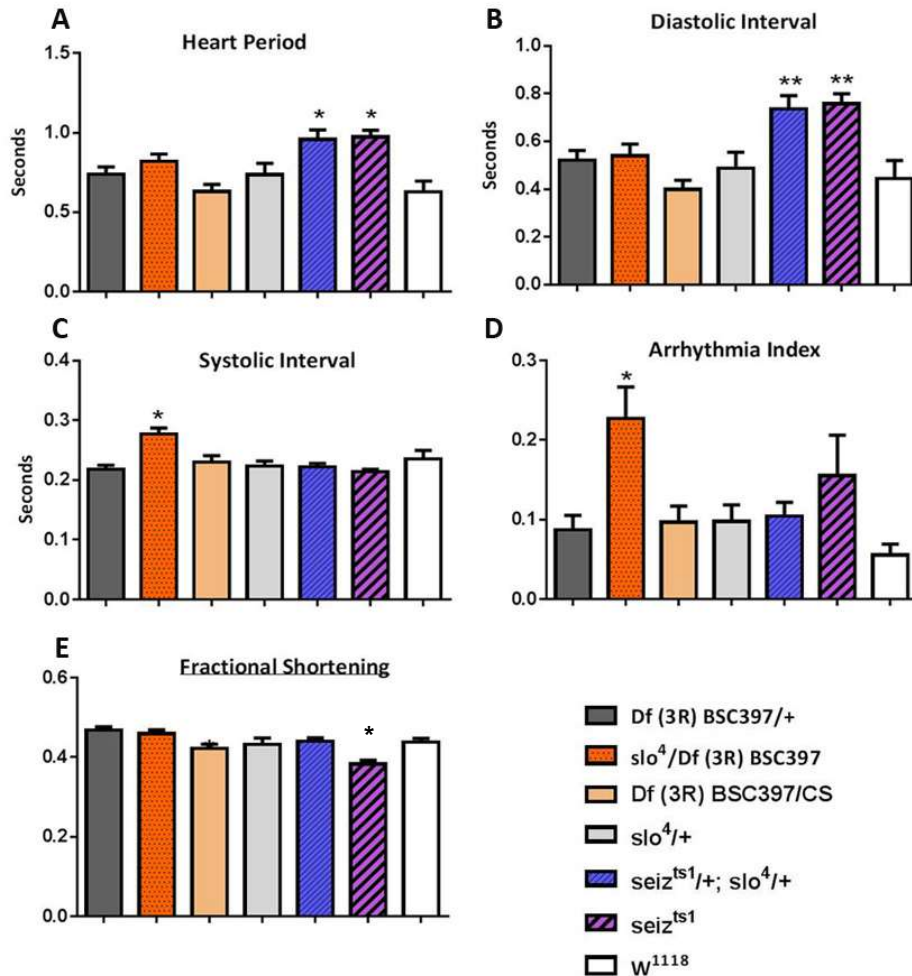 A
Heart Period
1.5
1.0
0.5
0.0
Seconds
* *
B
Diastolic Interval
1.0
0.8
0.6
0.4
0.2
0.0
Seconds
** **
C
Systolic Interval
0.4
0.3
0.2
0.1
0.0
Seconds
*
D
Arrhythmia Index
0.3
0.2
0.1
0.0
*
E
Fractional Shortening
0.6
0.4
0.2
0.0
*
Df (3R) BSC397/+
slo⁴/Df (3R) BSC397
Df (3R) BSC397/CS
slo⁴/+
seizᵗˢ¹/+; slo⁴/+
seizᵗˢ¹
w¹¹¹⁸